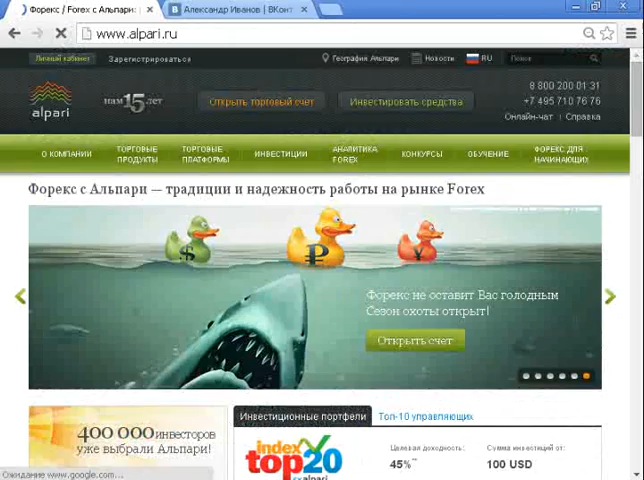 Форекс / Forex с Альпари:
Александр Иванов | ВКонт
www.alpari.ru
Личный кабинет
Зарегистрироваться
География Альпари
Новости
RU
Поиск
alpari
нам 15 лет
Открыть торговый счет
Инвестировать средства
8 800 200 01 31
+7 495 710 76 76
Онлайн-чат | Справка
О КОМПАНИИ
ТОРГОВЫЕ
ПРОДУКТЫ
ТОРГОВЫЕ
ПЛАТФОРМЫ
ИНВЕСТИЦИИ
АНАЛИТИКА
FOREX
КОНКУРСЫ
ОБУЧЕНИЕ
ФОРЕКС ДЛЯ
НАЧИНАЮЩИХ
Форекс с Альпари — традиции и надежность работы на рынке Forex
$
₽
¥
Форекс не оставит Вас голодным
Сезон охоты открыт!
Открыть счет
400 000 инвесторов
уже выбрали Альпари!
Инвестиционные портфели
Топ-10 управляющих
index
top20
alpari
Целевая доходность:
45%**
Сумма инвестиций от:
100 USD
Ожидание www.google.com...